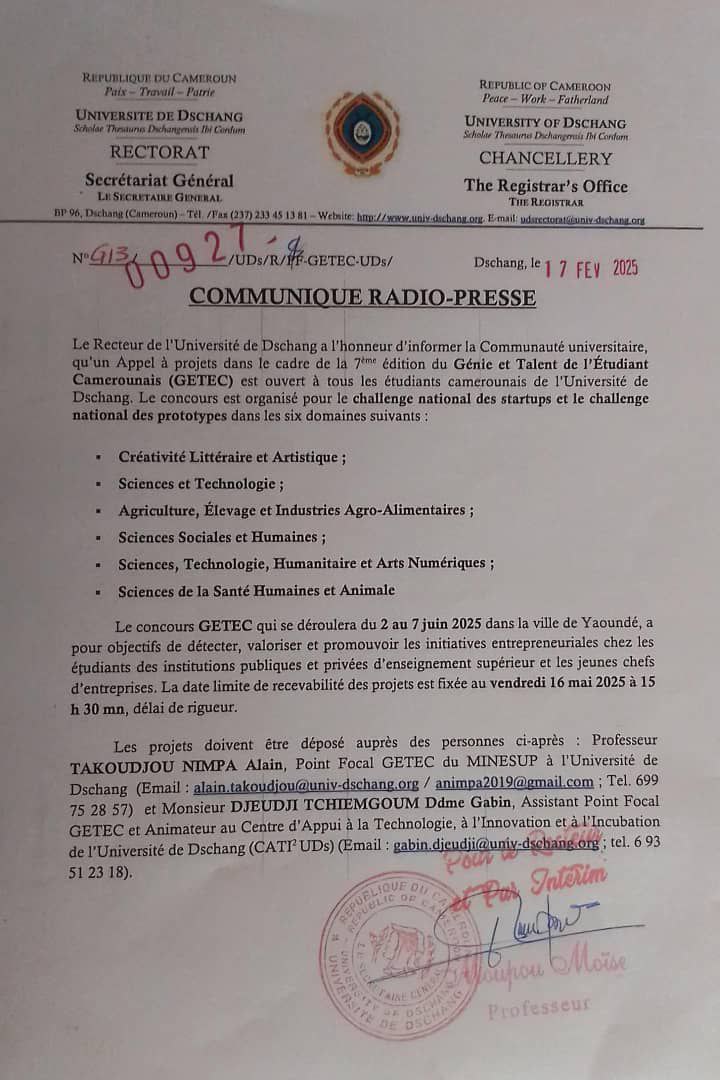 REPUBLIQUE DU CAMEROUN
Paix – Travail – Patrie
UNIVERSITE DE DSCHANG
Scholae Thesaurus Dschangensis Ibi Cordum
RECTORAT
Secrétariat Général
LE SECRETAIRE GENERAL
REPUBLIC OF CAMEROON
Peace – Work – Fatherland
UNIVERSITY OF DSCHANG
Scholae Thesaurus Dschangensis Ibi Cordum
CHANCELLERY
The Registrar's Office
THE REGISTRAR
BP 96, Dschang (Cameroun) – Tél. /Fax (237) 233 45 13 81 – Website: http://www.univ-dschang.org. E-mail: udsrectorat@univ-dschang.org
N° G13/ 00927 /UDs/R/PF-GETEC-UDs/
Dschang, le 17 FEV 2025
COMMUNIQUE RADIO-PRESSE
Le Recteur de l'Université de Dschang a l'honneur d'informer la Communauté universitaire,
qu'un Appel à projets dans le cadre de la 7ème édition du Génie et Talent de l'Étudiant
Camerounais (GETEC) est ouvert à tous les étudiants camerounais de l'Université de
Dschang. Le concours est organisé pour le challenge national des startups et le challenge
national des prototypes dans les six domaines suivants :
▪ Créativité Littéraire et Artistique ;
▪ Sciences et Technologie ;
▪ Agriculture, Élevage et Industries Agro-Alimentaires ;
▪ Sciences Sociales et Humaines ;
▪ Sciences, Technologie, Humanitaire et Arts Numériques ;
▪ Sciences de la Santé Humaines et Animale
Le concours GETEC qui se déroulera du 2 au 7 juin 2025 dans la ville de Yaoundé, a
pour objectifs de détecter, valoriser et promouvoir les initiatives entrepreneuriales chez les
étudiants des institutions publiques et privées d'enseignement supérieur et les jeunes chefs
d'entreprises. La date limite de recevabilité des projets est fixée au vendredi 16 mai 2025 à 15
h 30 mn, délai de rigueur.
Les projets doivent être déposé auprès des personnes ci-après : Professeur
TAKOUDJOU NIMPA Alain, Point Focal GETEC du MINESUP à l'Université de
Dschang (Email : alain.takoudjou@univ-dschang.org / animpa2019@gmail.com ; Tel. 699
75 28 57) et Monsieur DJEUDJI TCHIEMGOUM Ddme Gabin, Assistant Point Focal
GETEC et Animateur au Centre d'Appui à la Technologie, à l'Innovation et à l'Incubation
de l'Université de Dschang (CATI² UDs) (Email : gabin.djeudji@univ-dschang.org ; tel. 6 93
51 23 18).
Pour le Recteur
et Par Intérim
REPUBLIQUE DU CAMEROUN
REPUBLIC OF CAMEROON
LE SECRETAIRE GENERAL
UNIVERSITY OF DSCHANG
UNIVERSITE DE DSCHANG
Moïse
Professeur